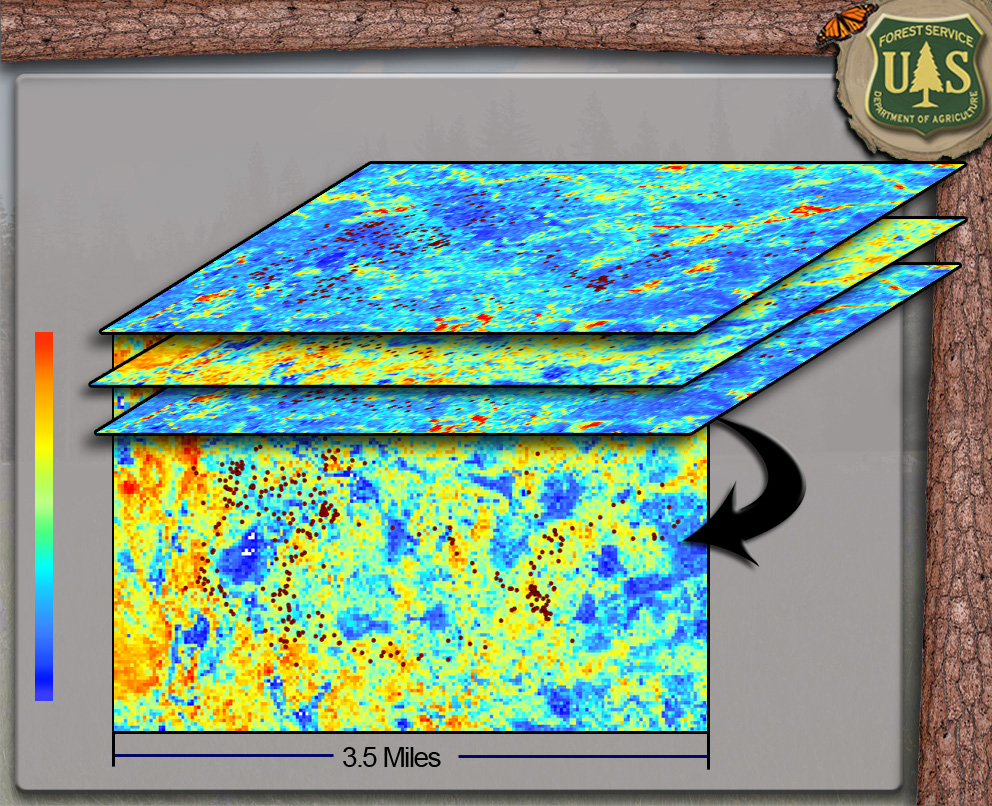 FOREST SERVICE
U S
DEPARTMENT OF AGRICULTURE
3.5 Miles